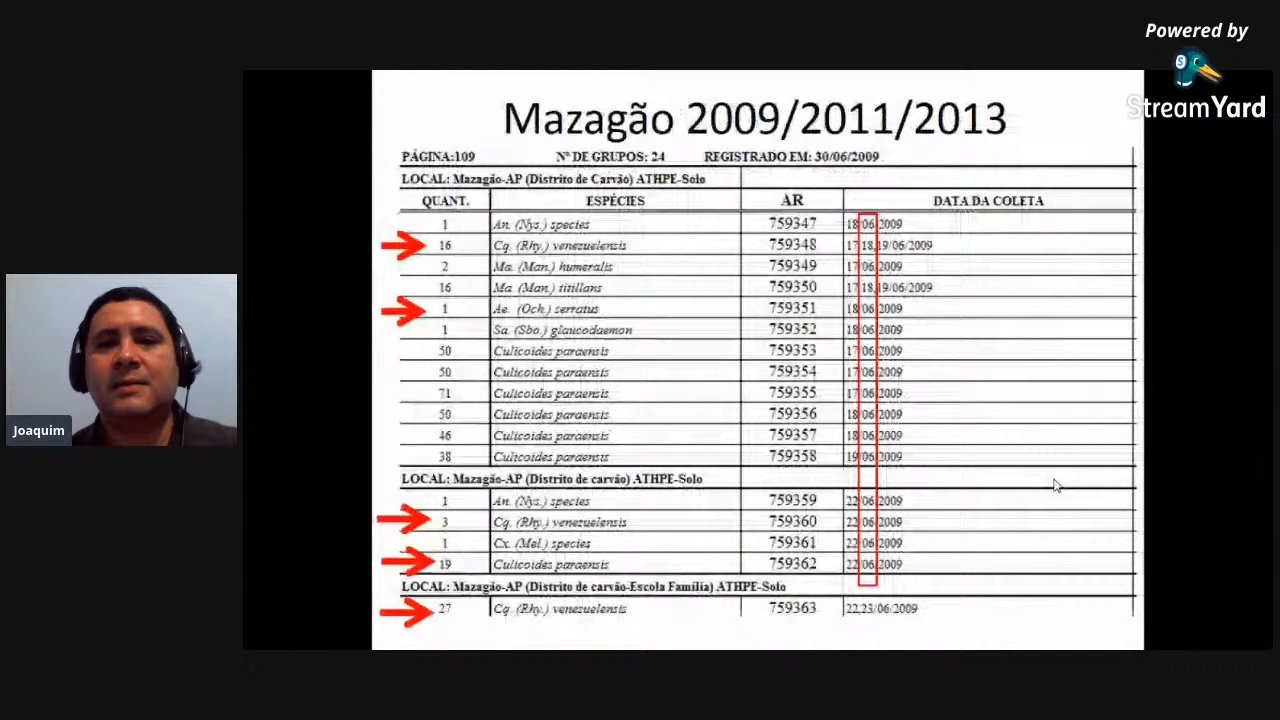 Powered by
StreamYard
Mazagão 2009/2011/2013
PÁGINA:109 Nº DE GRUPOS: 24 REGISTRADO EM: 30/06/2009
LOCAL: Mazagão-AP (Distrito de Carvão) ATHPE-Solo
QUANT. ESPÉCIES AR DATA DA COLETA
1 An. (Nys.) species 759347 18/06/2009
16 Cq. (Rhy.) venezuelensis 759348 17,18,19/06/2009
2 Ma. (Man.) humeralis 759349 17/06/2009
16 Ma. (Man.) titillans 759350 17,18,19/06/2009
1 Ae. (Och.) serratus 759351 18/06/2009
1 Sa. (Sbo.) glaucodaemon 759352 18/06/2009
50 Culicoides paraensis 759353 17/06/2009
50 Culicoides paraensis 759354 17/06/2009
71 Culicoides paraensis 759355 17/06/2009
50 Culicoides paraensis 759356 18/06/2009
46 Culicoides paraensis 759357 18/06/2009
38 Culicoides paraensis 759358 19/06/2009
LOCAL: Mazagão-AP (Distrito de carvão) ATHPE-Solo
1 An. (Nys.) species 759359 22/06/2009
3 Cq. (Rhy.) venezuelensis 759360 22/06/2009
1 Cx. (Mel.) species 759361 22/06/2009
19 Culicoides paraensis 759362 22/06/2009
LOCAL: Mazagão-AP (Distrito de carvão-Escola Família) ATHPE-Solo
27 Cq. (Rhy.) venezuelensis 759363 22,23/06/2009
Joaquim